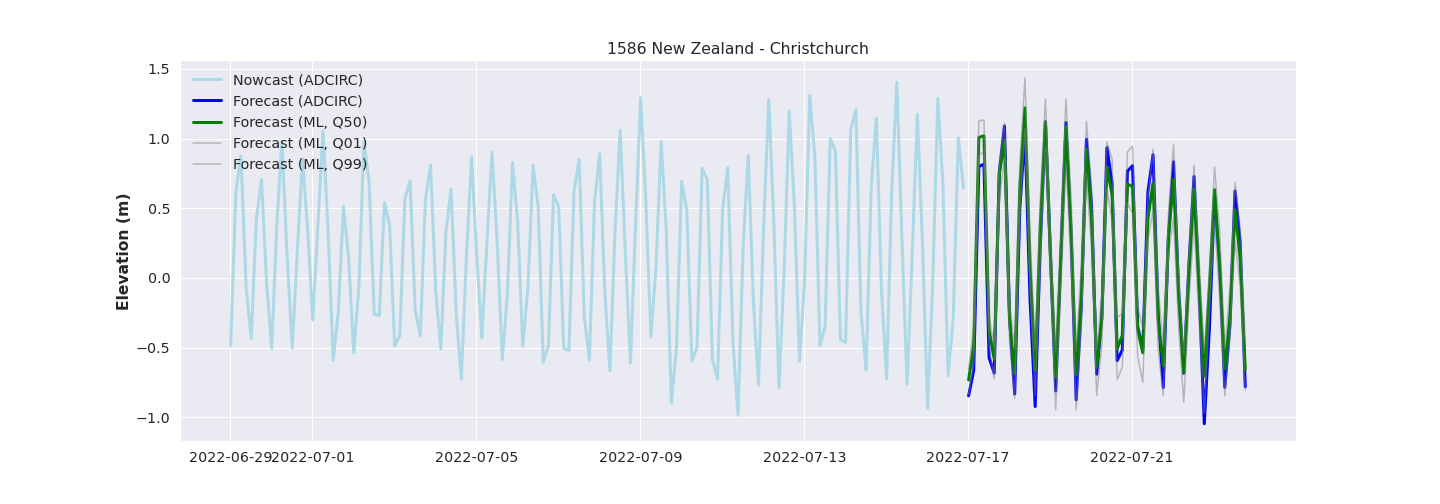 1586 New Zealand - Christchurch
Nowcast (ADCIRC)
Forecast (ADCIRC)
Forecast (ML, Q50)
Forecast (ML, Q01)
Forecast (ML, Q99)
Elevation (m)
1.5
1.0
0.5
0.0
−0.5
−1.0
2022-06-29 2022-07-01 2022-07-05 2022-07-09 2022-07-13 2022-07-17 2022-07-21